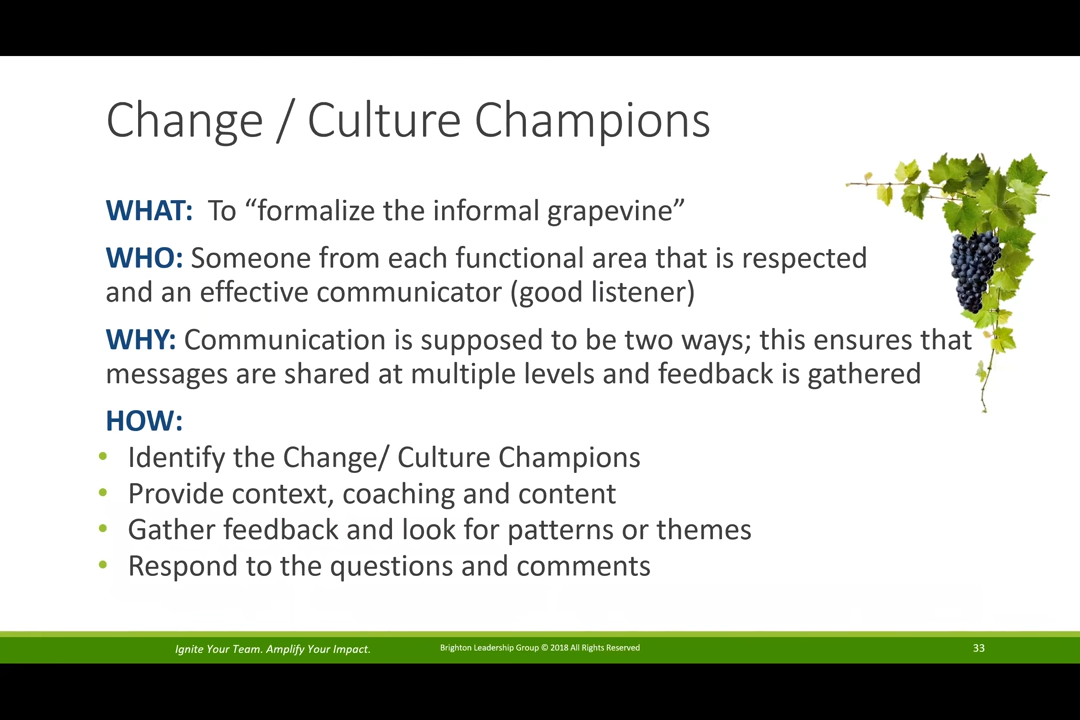 Change / Culture Champions
WHAT: To “formalize the informal grapevine”
WHO: Someone from each functional area that is respected
and an effective communicator (good listener)
WHY: Communication is supposed to be two ways; this ensures that
messages are shared at multiple levels and feedback is gathered
HOW:
• Identify the Change/ Culture Champions
• Provide context, coaching and content
• Gather feedback and look for patterns or themes
• Respond to the questions and comments
Ignite Your Team. Amplify Your Impact.
Brighton Leadership Group © 2018 All Rights Reserved
33